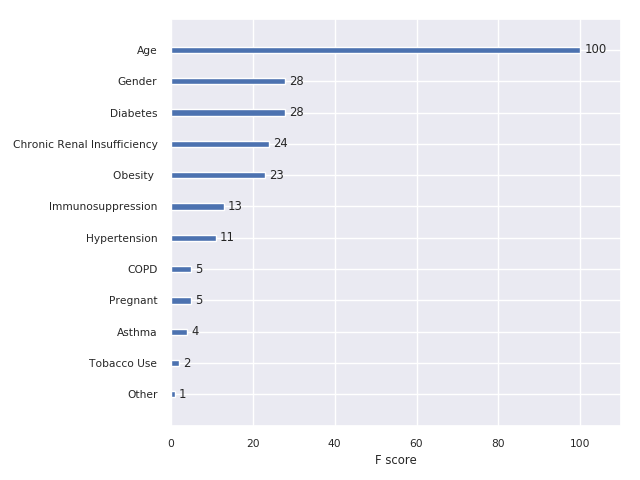 Age 100
Gender 28
Diabetes 28
Chronic Renal Insufficiency 24
Obesity 23
Immunosuppression 13
Hypertension 11
COPD 5
Pregnant 5
Asthma 4
Tobacco Use 2
Other 1
0 20 40 60 80 100
F score